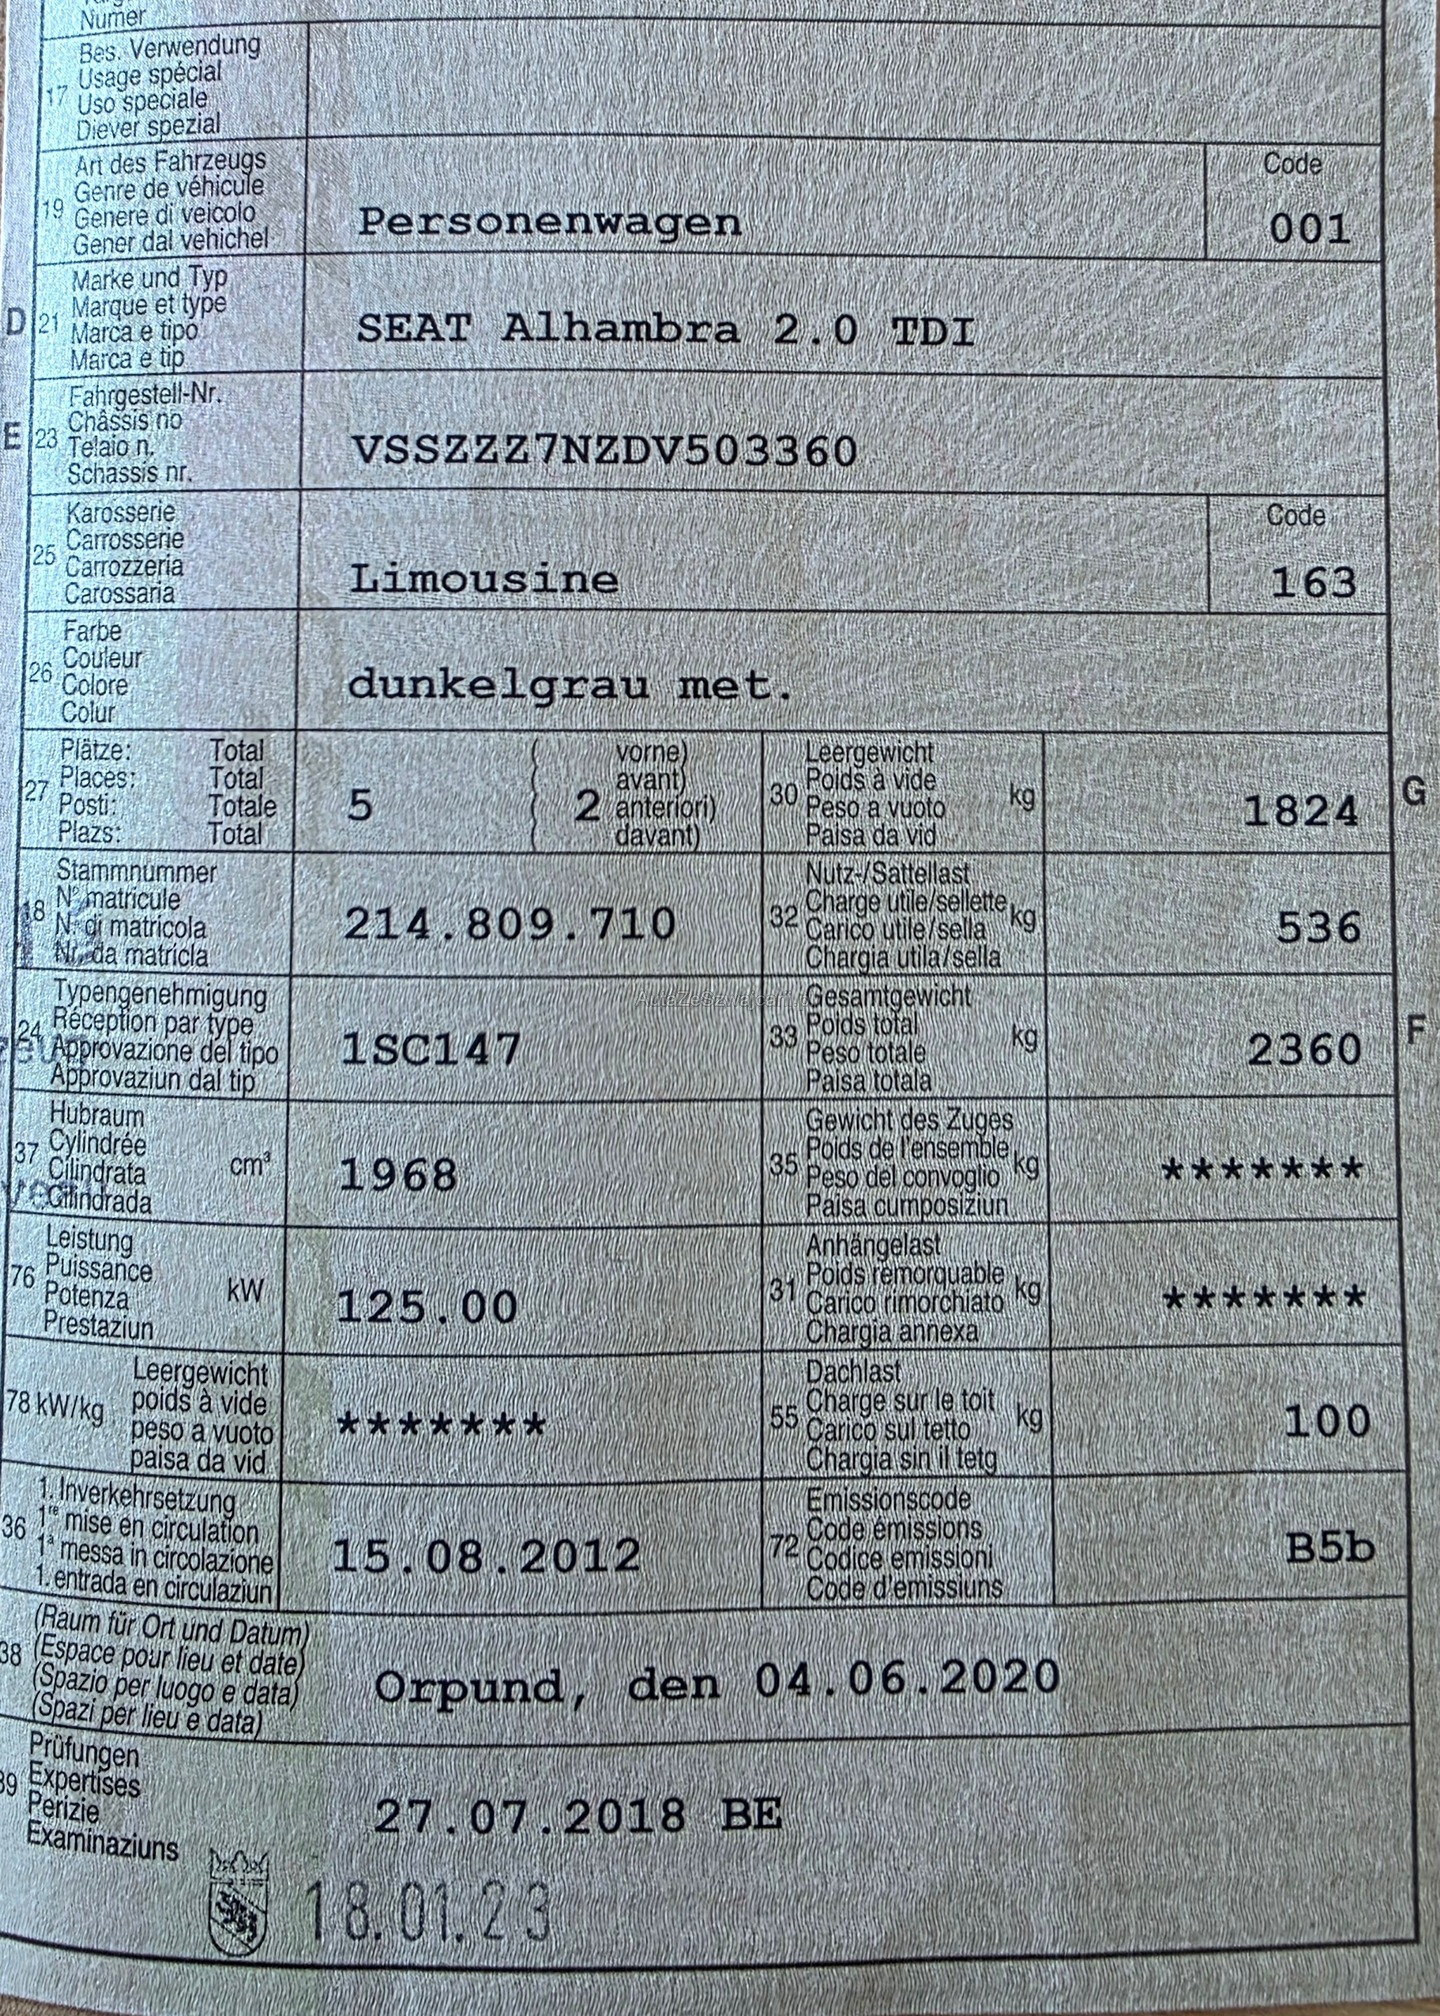 Numer
17 Bes. Verwendung
Usage spécial
Uso speciale
Diever spezial
19 Art des Fahrzeugs
Genre de véhicule
Genere di veicolo
Gener dal vehichel
Personenwagen
Code
001
D 21 Marke und Typ
Marque et type
Marca e tipo
Marca e tip
SEAT Alhambra 2.0 TDI
E 23 Fahrgestell-Nr.
Châssis no
Telaio n.
Schassis nr.
VSSZZZ7NZDV503360
25 Karosserie
Carrosserie
Carrozzeria
Carossaria
Limousine
Code
163
26 Farbe
Couleur
Colore
Colur
dunkelgrau met.
27 Plätze: Total
Places: Total
Posti: Totale
Plazs: Total
5
2
vorne)
avant)
anteriori)
davant)
30 Leergewicht
Poids à vide
Peso a vuoto
Paisa da vid
kg
1824
G
18 Stammnummer
N° matricule
N. di matricola
Nr. da matricla
214.809.710
32 Nutz-/Sattellast
Charge utile/sellette
Carico utile/sella
Chargia utila/sella
kg
536
24 Typengenehmigung
Réception par type
Approvazione del tipo
Approvaziun dal tip
1SC147
33 Gesamtgewicht
Poids total
Peso totale
Paisa totala
kg
2360
F
37 Hubraum
Cylindrée
Cilindrata
Cilindrada
cm³
1968
35 Gewicht des Zuges
Poids de l'ensemble
Peso del convoglio
Paisa cumposiziun
kg
*******
76 Leistung
Puissance
Potenza
Prestaziun
kW
125.00
31 Anhängelast
Poids remorquable
Carico rimorchiato
Chargia annexa
kg
*******
78 kW/kg
Leergewicht
poids à vide
peso a vuoto
paisa da vid
*******
55 Dachlast
Charge sur le toit
Carico sul tetto
Chargia sin il tetg
kg
100
36 1. Inverkehrsetzung
1re mise en circulation
1a messa in circolazione
1. entrada en circulaziun
15.08.2012
72 Emissionscode
Code émissions
Codice emissioni
Code d'emissiuns
B5b
38 (Raum für Ort und Datum)
(Espace pour lieu et date)
(Spazio per luogo e data)
(Spazi per lieu e data)
Orpund, den 04.06.2020
39 Prüfungen
Expertises
Perizie
Examinaziuns
27.07.2018 BE
18.01.23